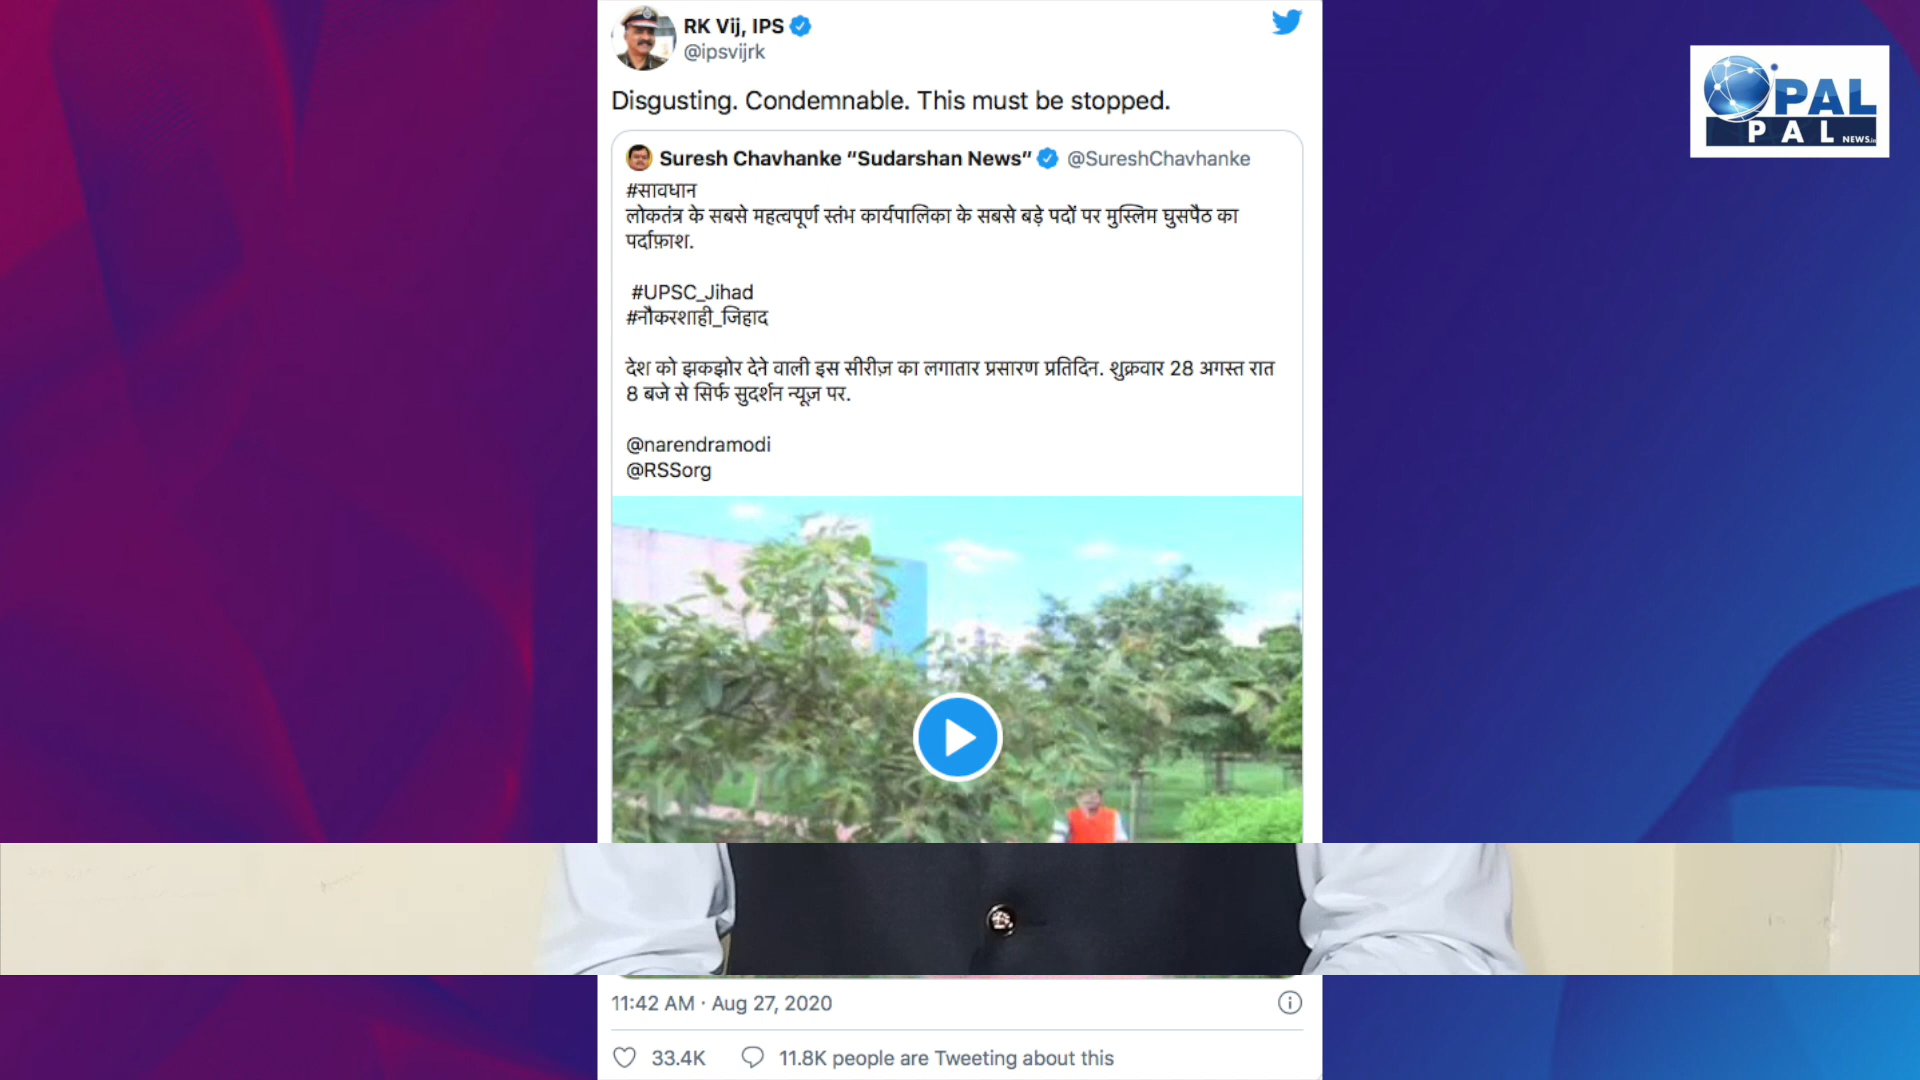 RK Vij, IPS
@ipsvijrk
Disgusting. Condemnable. This must be stopped.
Suresh Chavhanke “Sudarshan News” @SureshChavhanke
#सावधान
लोकतंत्र के सबसे महत्वपूर्ण स्तंभ कार्यपालिका के सबसे बड़े पदों पर मुस्लिम घुसपैठ का
पर्दाफ़ाश.
#UPSC_Jihad
#नौकरशाही_जिहाद
देश को झकझोर देने वाली इस सीरीज़ का लगातार प्रसारण प्रतिदिन. शुक्रवार 28 अगस्त रात
8 बजे से सिर्फ सुदर्शन न्यूज़ पर.
@narendramodi
@RSSorg
11:42 AM · Aug 27, 2020
33.4K 11.8K people are Tweeting about this
OPAL
PAL NEWS.in